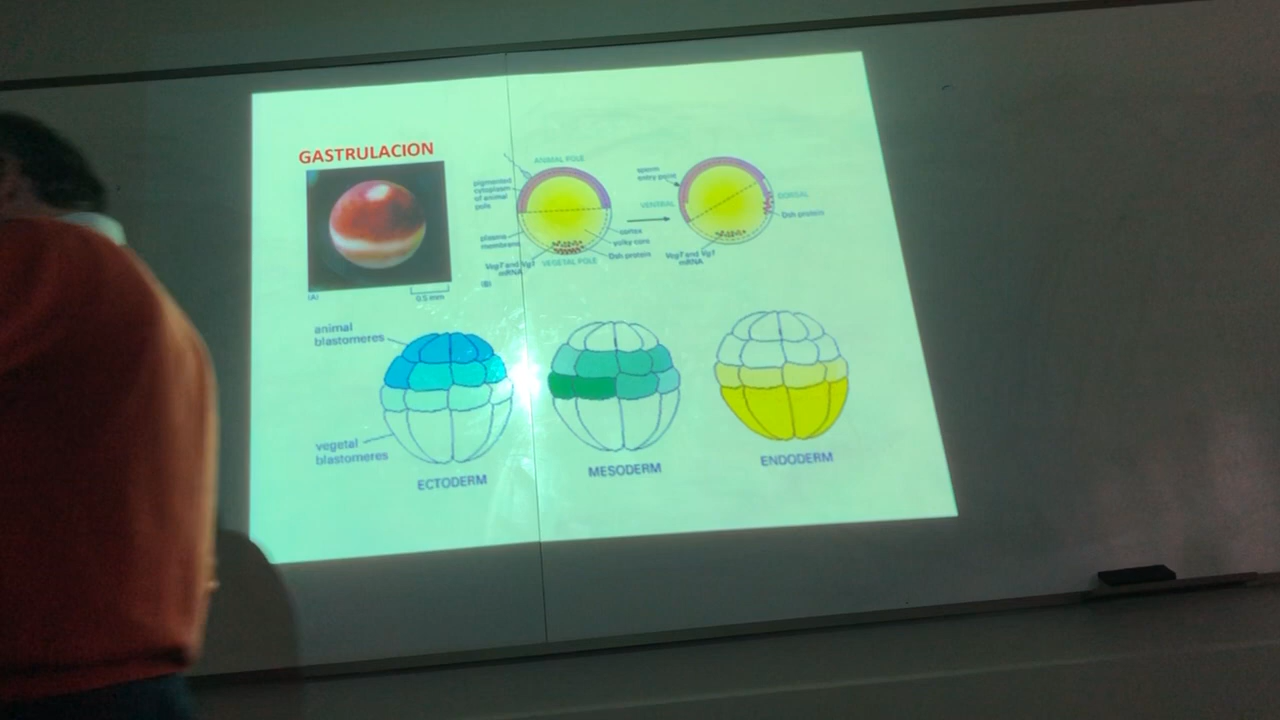 GASTRULACION
ANIMAL POLE
pigmented
cytoplasm
of animal
pole
plasma
membrane
VegT and Vg1
mRNA
VEGETAL POLE
cortex
yolky core
Dsh protein
sperm
entry point
VENTRAL
DORSAL
Dsh protein
VegT and Vg1
mRNA
(A)
0.5 mm
(B)
animal
blastomeres
vegetal
blastomeres
ECTODERM
MESODERM
ENDODERM